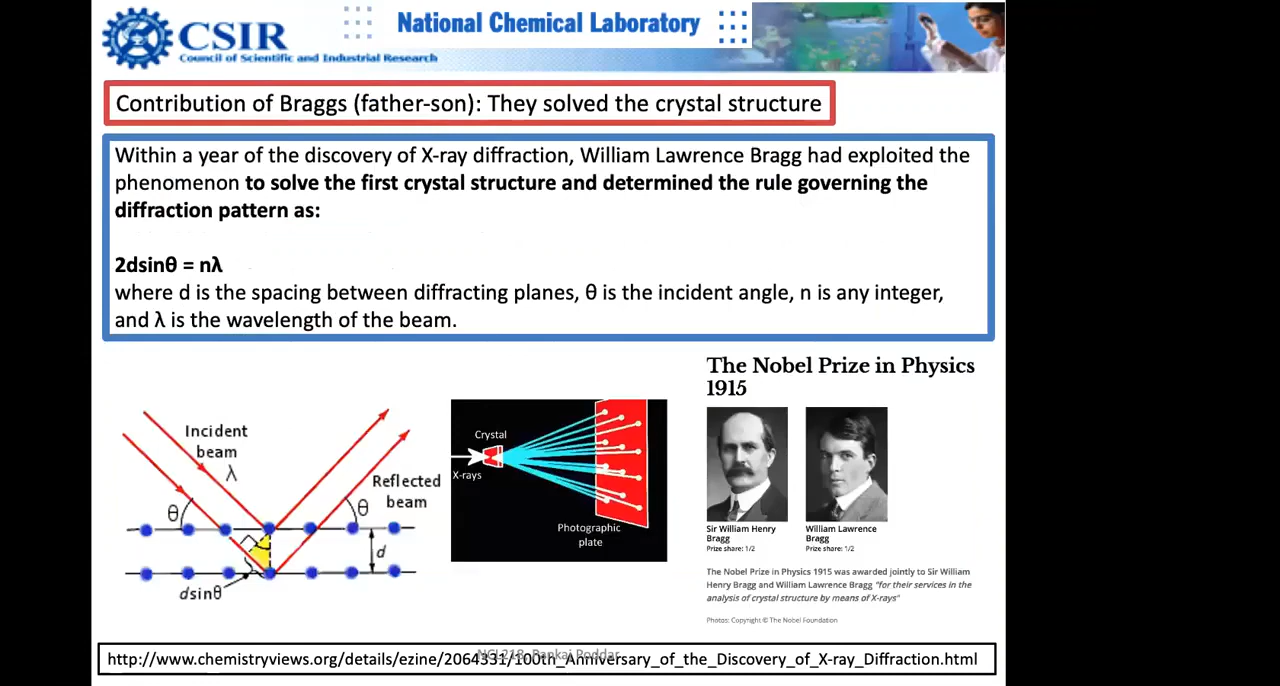 CSIR
Council of Scientific and Industrial Research
National Chemical Laboratory
Contribution of Braggs (father-son): They solved the crystal structure
Within a year of the discovery of X-ray diffraction, William Lawrence Bragg had exploited the
phenomenon to solve the first crystal structure and determined the rule governing the
diffraction pattern as:
2dsinθ = nλ
where d is the spacing between diffracting planes, θ is the incident angle, n is any integer,
and λ is the wavelength of the beam.
Incident
beam
λ
Reflected
beam
θ
θ
d
dsinθ
Crystal
X-rays
Photographic
plate
The Nobel Prize in Physics
1915
Sir William Henry
Bragg
Prize share: 1/2
William Lawrence
Bragg
Prize share: 1/2
The Nobel Prize in Physics 1915 was awarded jointly to Sir William
Henry Bragg and William Lawrence Bragg "for their services in the
analysis of crystal structure by means of X-rays"
Photos: Copyright © The Nobel Foundation
NCL218, Pankaj Poddar
http://www.chemistryviews.org/details/ezine/2064331/100th_Anniversary_of_the_Discovery_of_X-ray_Diffraction.html